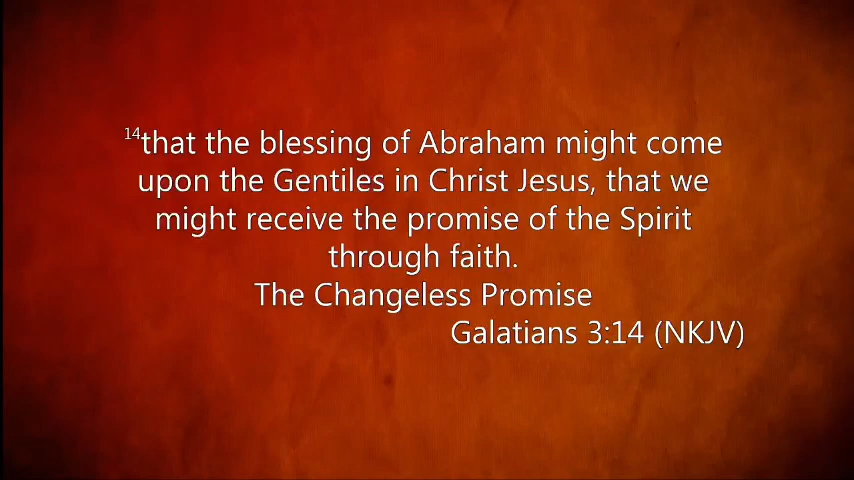 14that the blessing of Abraham might come
upon the Gentiles in Christ Jesus, that we
might receive the promise of the Spirit
through faith.
The Changeless Promise
Galatians 3:14 (NKJV)